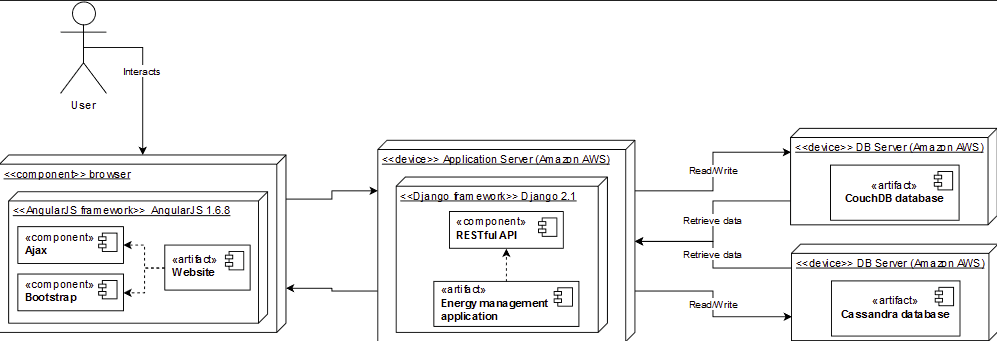 Interacts
User
<<component>> browser
<<AngularJS framework>> AngularJS 1.6.8
«component»
Ajax
«artifact»
Website
«component»
Bootstrap
<<device>> Application Server (Amazon AWS)
<<Django framework>> Django 2.1
«component»
RESTful API
«artifact»
Energy management
application
Read/Write
Retrieve data
Retrieve data
Read/Write
<<device>> DB Server (Amazon AWS)
«artifact»
CouchDB database
<<device>> DB Server (Amazon AWS)
«artifact»
Cassandra database